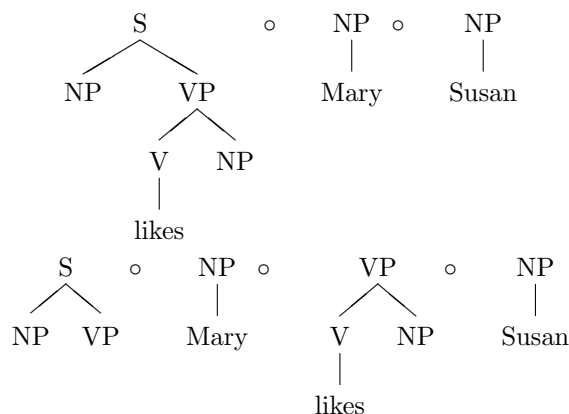 S ∘ NP ∘ NP
NP VP Mary Susan
V NP
likes
S ∘ NP ∘ VP ∘ NP
NP VP Mary V NP Susan
likes